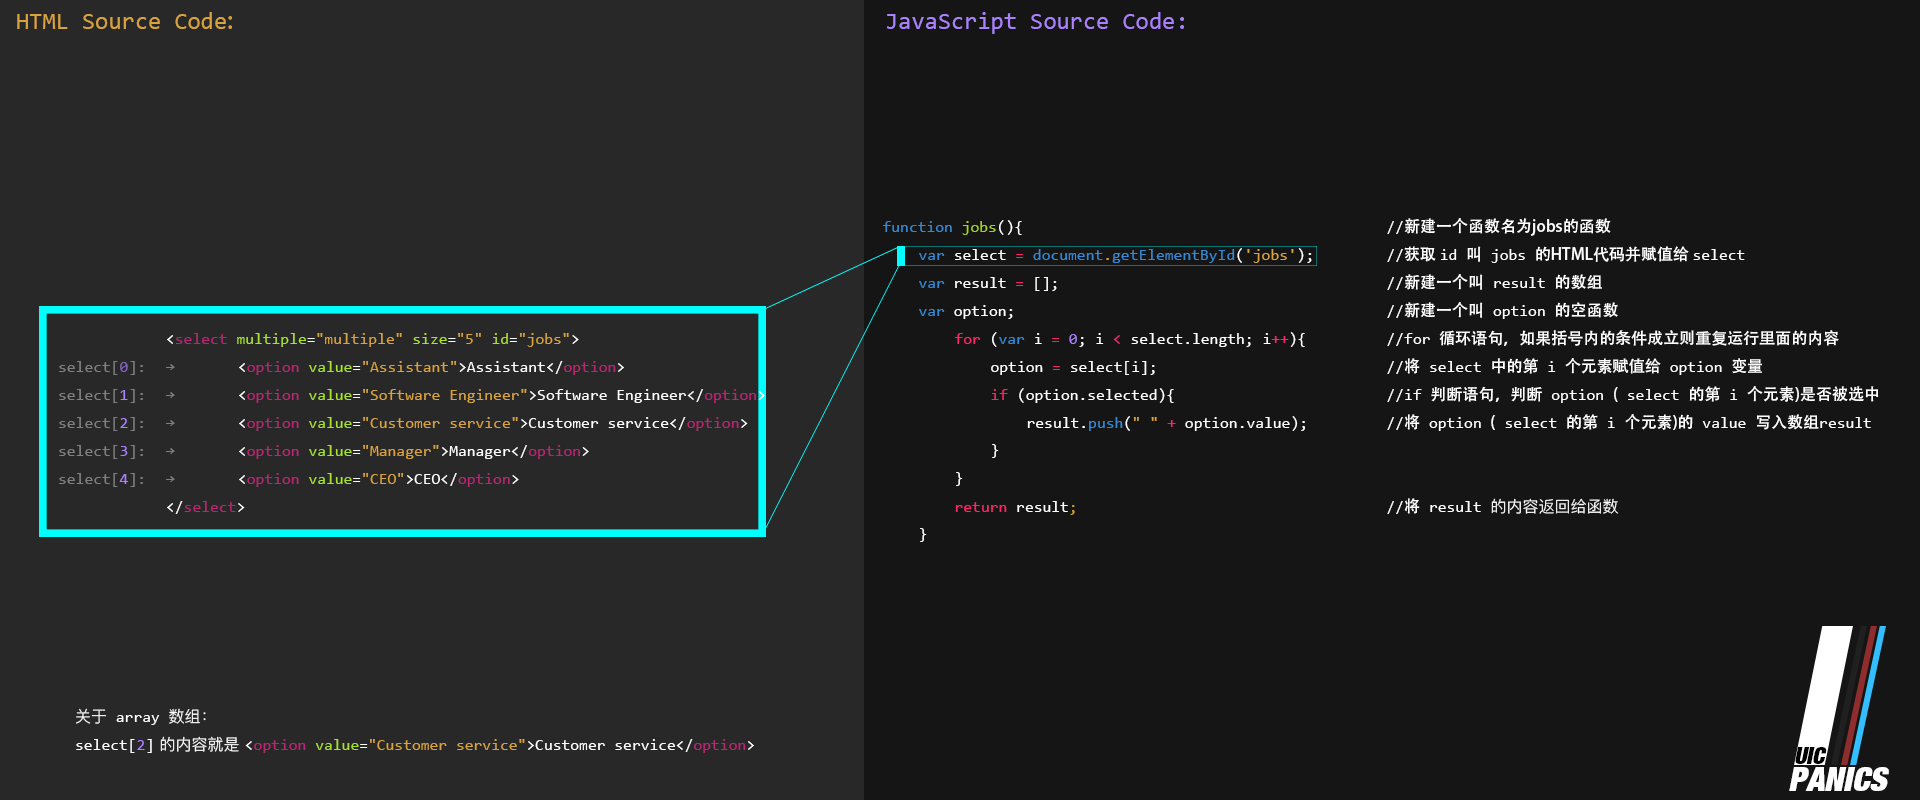 HTML Source Code:
<select multiple="multiple" size="5" id="jobs">
select[0]: → <option value="Assistant">Assistant</option>
select[1]: → <option value="Software Engineer">Software Engineer</option>
select[2]: → <option value="Customer service">Customer service</option>
select[3]: → <option value="Manager">Manager</option>
select[4]: → <option value="CEO">CEO</option>
</select>
关于 array 数组:
select[2] 的内容就是 <option value="Customer service">Customer service</option>
JavaScript Source Code:
function jobs(){ //新建一个函数名为jobs的函数
var select = document.getElementById('jobs'); //获取 id 叫 jobs 的HTML代码并赋值给 select
var result = []; //新建一个叫 result 的数组
var option; //新建一个叫 option 的空函数
for (var i = 0; i < select.length; i++){ //for 循环语句，如果括号内的条件成立则重复运行里面的内容
option = select[i]; //将 select 中的第 i 个元素赋值给 option 变量
if (option.selected){ //if 判断语句，判断 option ( select 的第 i 个元素)是否被选中
result.push(" " + option.value); //将 option ( select 的第 i 个元素)的 value 写入数组result
}
}
return result; //将 result 的内容返回给函数
}
UIC
PANICS